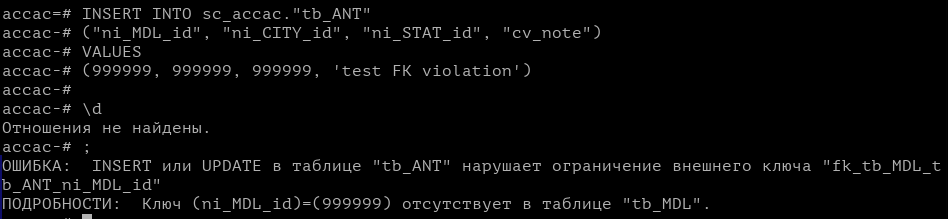 accac=# INSERT INTO sc_accac."tb_ANT"
accac-# ("ni_MDL_id", "ni_CITY_id", "ni_STAT_id", "cv_note")
accac-# VALUES
accac-# (999999, 999999, 999999, 'test FK violation')
accac-#
accac-# \d
Отношения не найдены.
accac-# ;
ОШИБКА:  INSERT или UPDATE в таблице "tb_ANT" нарушает ограничение внешнего ключа "fk_tb_MDL_t
b_ANT_ni_MDL_id"
ПОДРОБНОСТИ:  Ключ (ni_MDL_id)=(999999) отсутствует в таблице "tb_MDL".